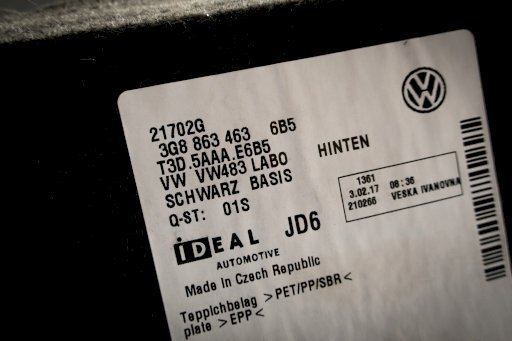 21702G
3G8 863 463 6B5
T3D.5AAA.E6B5
VW VW483 LABO
SCHWARZ BASIS
Q-ST: 01S
HINTEN
1361
3.02.17 08:36
210266 VESKA IVANOVNA
IDEAL JD6
AUTOMOTIVE
Made in Czech Republic
Teppichbelag >PET/PP/SBR<
plate >EPP<